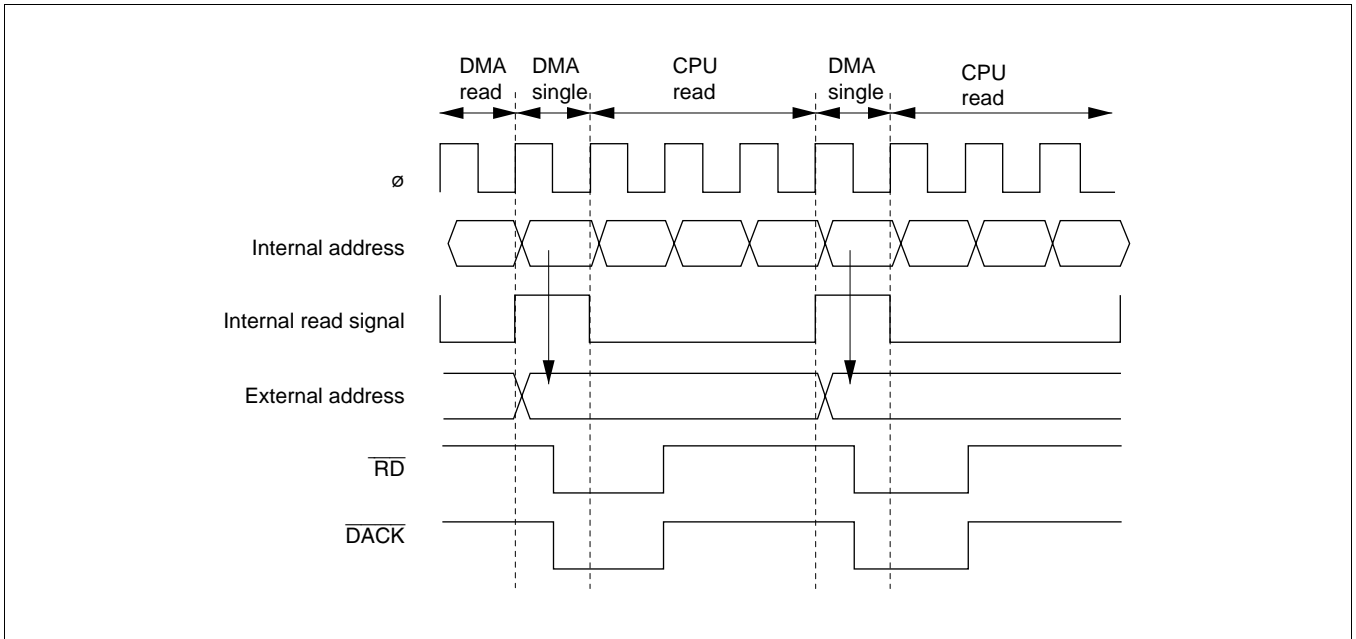 DMA read
DMA single
CPU read
DMA single
CPU read
ø
Internal address
Internal read signal
External address
RD
DACK